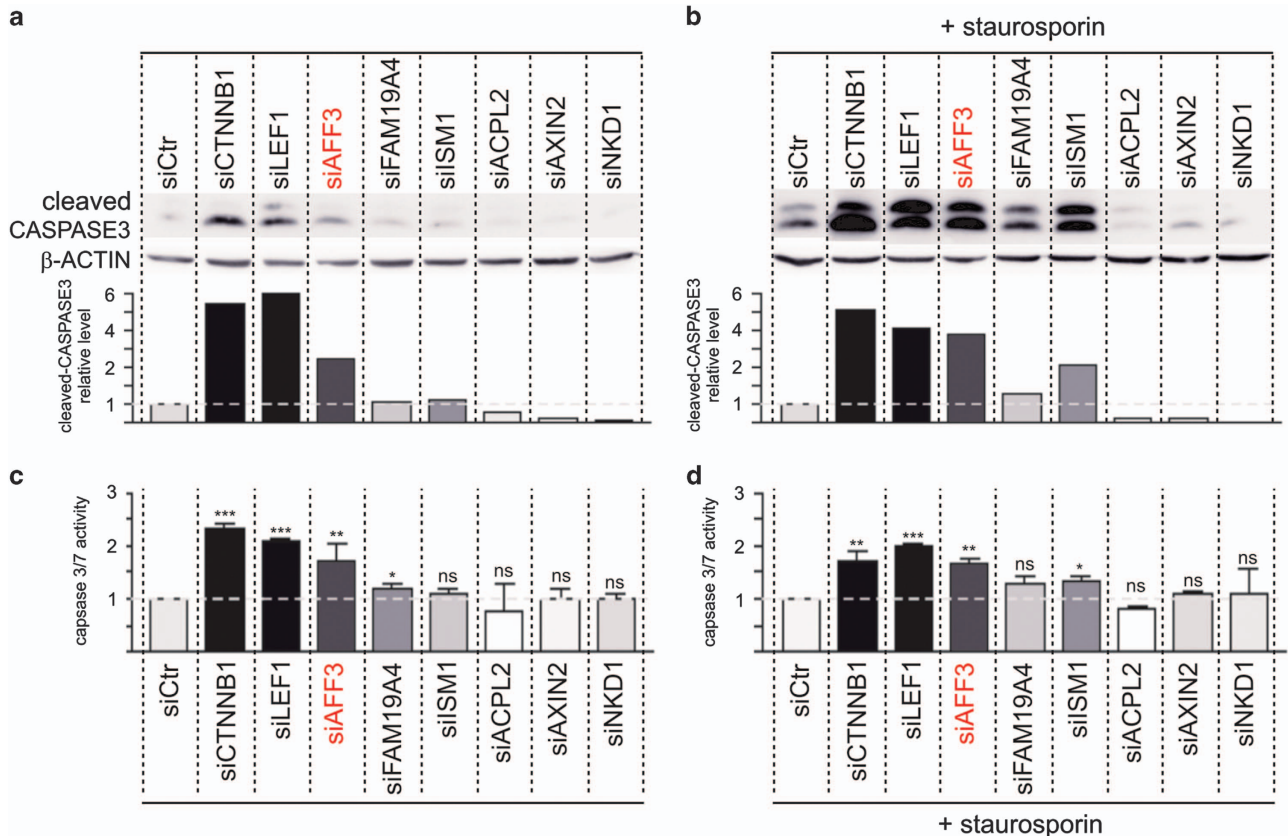 a
siCtr
siCTNNB1
siLEF1
siAFF3
siFAM19A4
siISM1
siACPL2
siAXIN2
siNKD1
cleaved
CASPASE3
β-ACTIN
cleaved-CASPASE3
relative level
6
4
2
1
b
+ staurosporin
siCtr
siCTNNB1
siLEF1
siAFF3
siFAM19A4
siISM1
siACPL2
siAXIN2
siNKD1
cleaved-CASPASE3
relative level
6
4
2
1
c
capsase 3/7 activity
3
2
1
***
***
**
*
ns
ns
ns
ns
siCtr
siCTNNB1
siLEF1
siAFF3
siFAM19A4
siISM1
siACPL2
siAXIN2
siNKD1
d
capsase 3/7 activity
3
2
1
**
***
**
ns
*
ns
ns
ns
siCtr
siCTNNB1
siLEF1
siAFF3
siFAM19A4
siISM1
siACPL2
siAXIN2
siNKD1
+ staurosporin